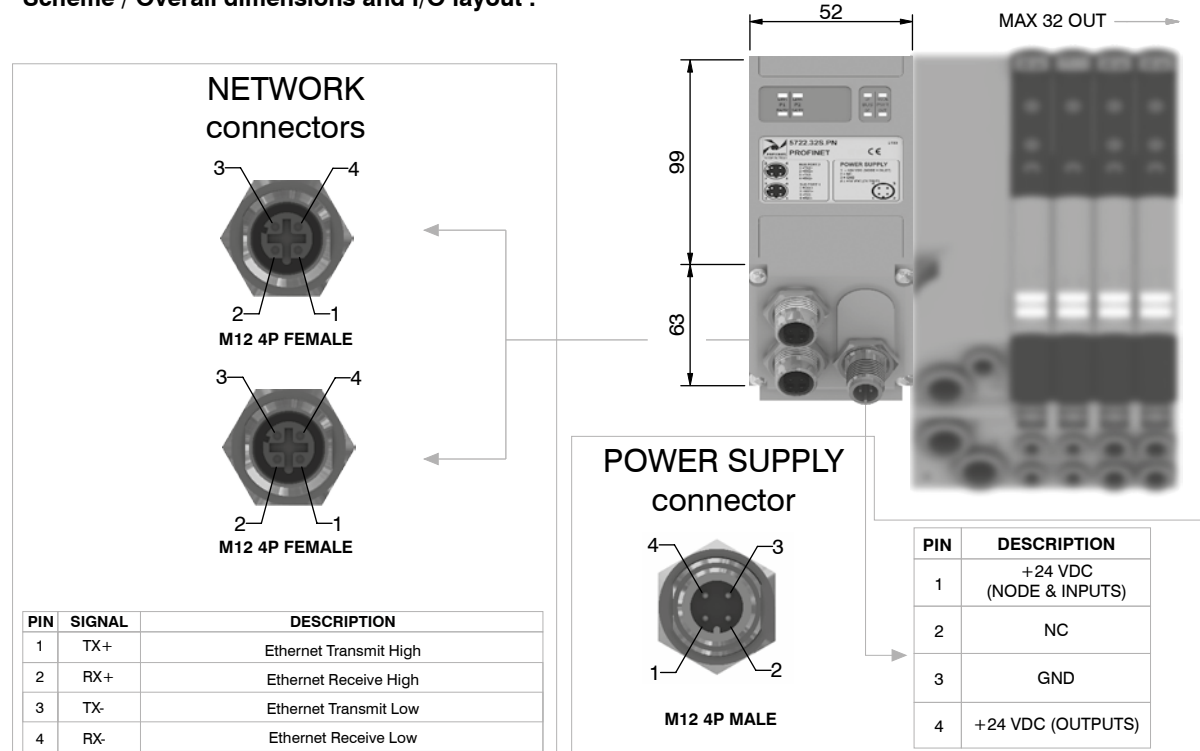 Scheme / Overall dimensions and I/O layout :
52
MAX 32 OUT
NETWORK
connectors
3
4
2
1
M12 4P FEMALE
3
4
2
1
M12 4P FEMALE
99
63
5722.32S.PN
PROFINET
CE
POWER SUPPLY
POWER SUPPLY
connector
4
3
1
2
M12 4P MALE
PIN SIGNAL DESCRIPTION
1 TX+ Ethernet Transmit High
2 RX+ Ethernet Receive High
3 TX- Ethernet Transmit Low
4 RX- Ethernet Receive Low
PIN DESCRIPTION
1 +24 VDC
(NODE & INPUTS)
2 NC
3 GND
4 +24 VDC (OUTPUTS)